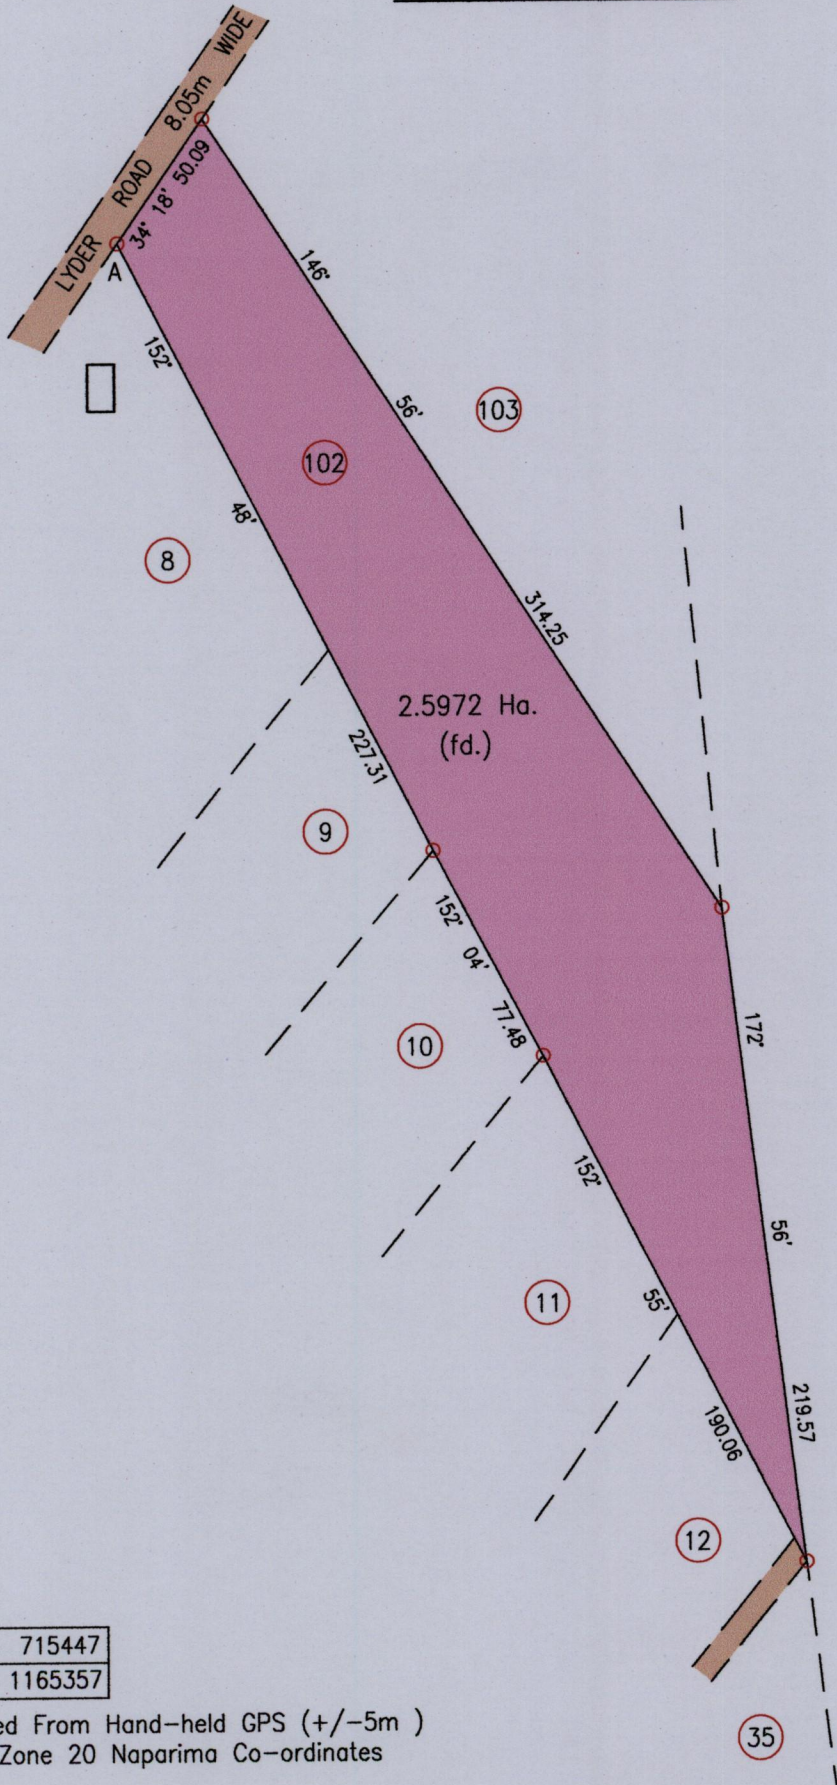 LYDER ROAD 8.05m WIDE
34° 18' 50.09
A
146° 56' 314.25
103
152° 48' 227.31
102
8
2.5972 Ha.
(fd.)
9
152° 04' 77.48
10
172° 56' 219.57
152° 55' 190.06
11
12
715447
1165357
From Hand-held GPS (+/-5m )
Zone 20 Naparima Co-ordinates
35